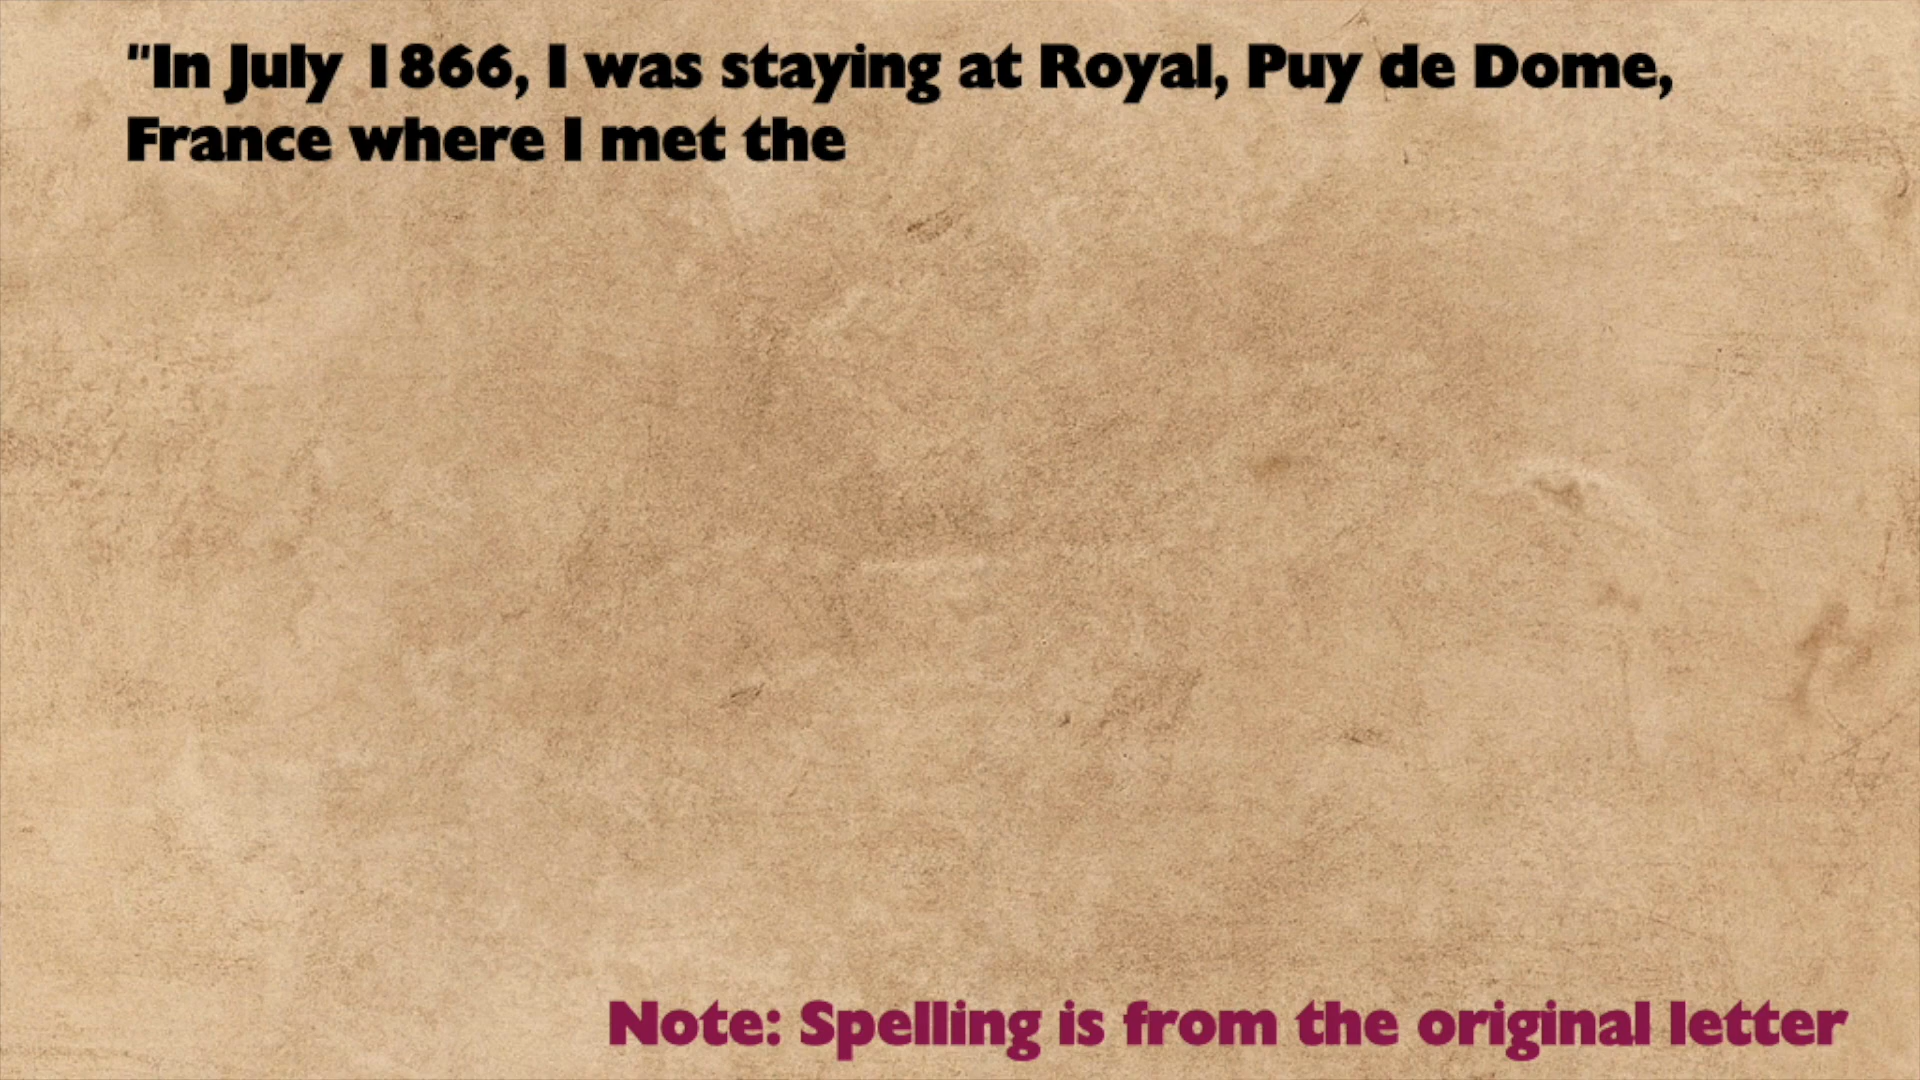 "In July 1866, I was staying at Royal, Puy de Dome,
France where I met the
Note: Spelling is from the original letter